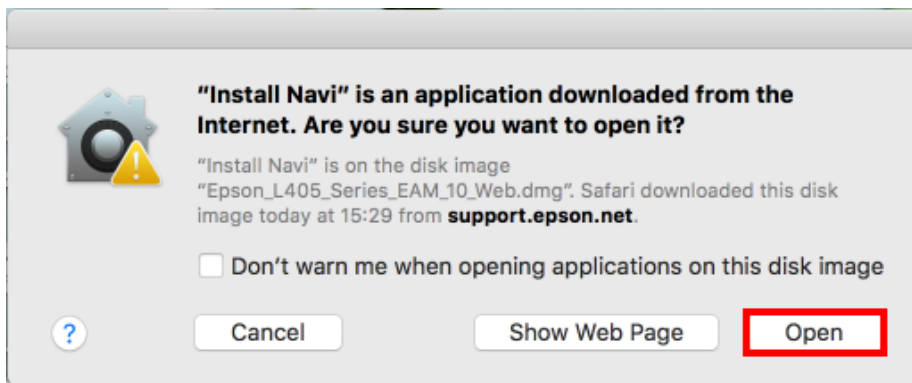 “Install Navi” is an application downloaded from the
Internet. Are you sure you want to open it?
“Install Navi” is on the disk image
“Epson_L405_Series_EAM_10_Web.dmg”. Safari downloaded this disk
image today at 15:29 from support.epson.net.
Don’t warn me when opening applications on this disk image
?
Cancel
Show Web Page
Open